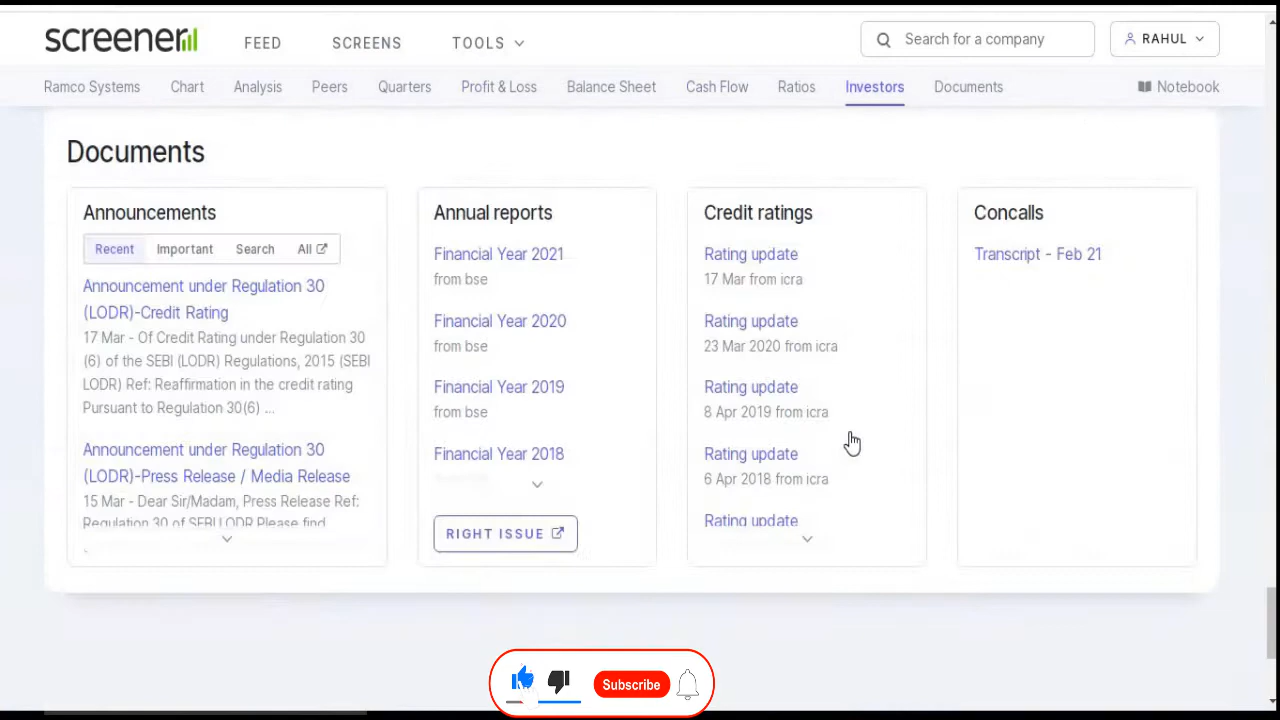 screener
FEED
SCREENS
TOOLS
Search for a company
RAHUL
Ramco Systems
Chart
Analysis
Peers
Quarters
Profit & Loss
Balance Sheet
Cash Flow
Ratios
Investors
Documents
Notebook
Documents
Announcements
Recent
Important
Search
All
Announcement under Regulation 30
(LODR)-Credit Rating
17 Mar - Of Credit Rating under Regulation 30
(6) of the SEBI (LODR) Regulations, 2015 (SEBI
LODR) Ref: Reaffirmation in the credit rating
Pursuant to Regulation 30(6) ...
Announcement under Regulation 30
(LODR)-Press Release / Media Release
15 Mar - Dear Sir/Madam, Press Release Ref:
Regulation 30 of SEBI LODR Please find
Annual reports
Financial Year 2021
from bse
Financial Year 2020
from bse
Financial Year 2019
from bse
Financial Year 2018
RIGHT ISSUE
Credit ratings
Rating update
17 Mar from icra
Rating update
23 Mar 2020 from icra
Rating update
8 Apr 2019 from icra
Rating update
6 Apr 2018 from icra
Rating update
Concalls
Transcript - Feb 21
Subscribe